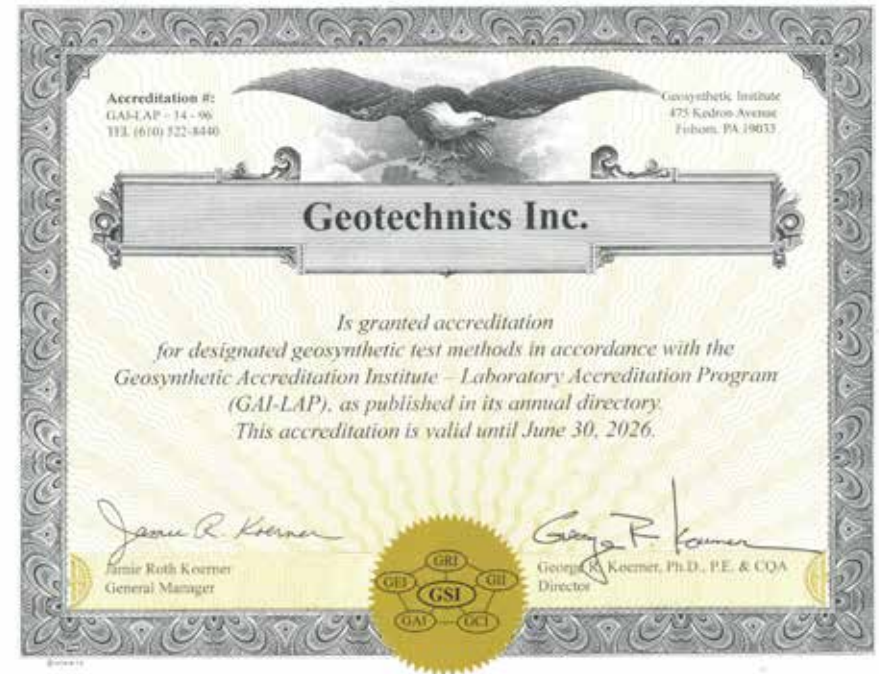 Accreditation #:
GAI-LAP - 14 - 96
TEL (610) 522-8440
Geosynthetic Institute
475 Kedron Avenue
Folsom, PA 19033
Geotechnics Inc.
Is granted accreditation
for designated geosynthetic test methods in accordance with the
Geosynthetic Accreditation Institute – Laboratory Accreditation Program
(GAI-LAP), as published in its annual directory.
This accreditation is valid until June 30, 2026.
Jamie R. Koerner
George R. Koerner
Jamie Roth Koerner
General Manager
George R. Koerner, Ph.D., P.E. & CQA
Director
GRI
GEI
GII
GSI
GAI
GCI